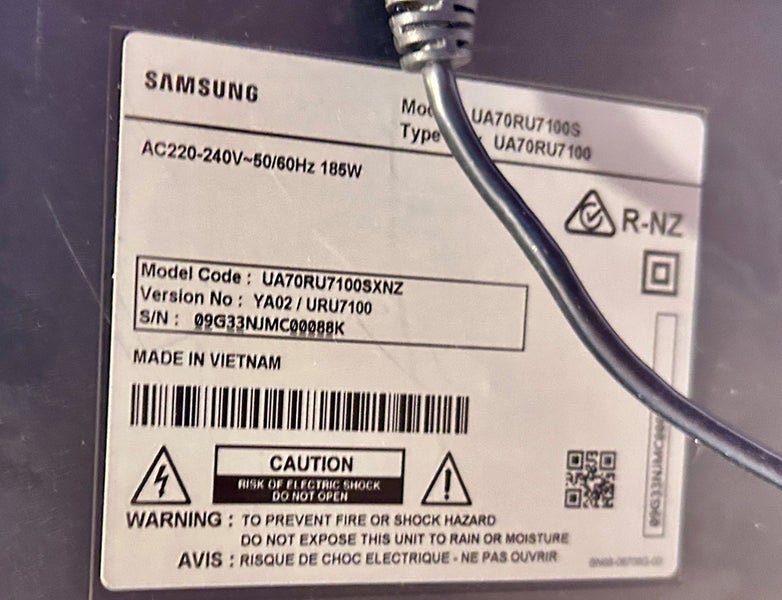 SAMSUNG
UA70RU7100S
Type UA70RU7100
AC220-240V~50/60Hz 185W
R-NZ
Model Code : UA70RU7100SXNZ
Version No : YA02 / URU7100
S/N : 09G33NJMC00088K
MADE IN VIETNAM
CAUTION
RISK OF ELECTRIC SHOCK
DO NOT OPEN
WARNING : TO PREVENT FIRE OR SHOCK HAZARD
DO NOT EXPOSE THIS UNIT TO RAIN OR MOISTURE
AVIS : RISQUE DE CHOC ELECTRIQUE - NE PAS OUVRIR